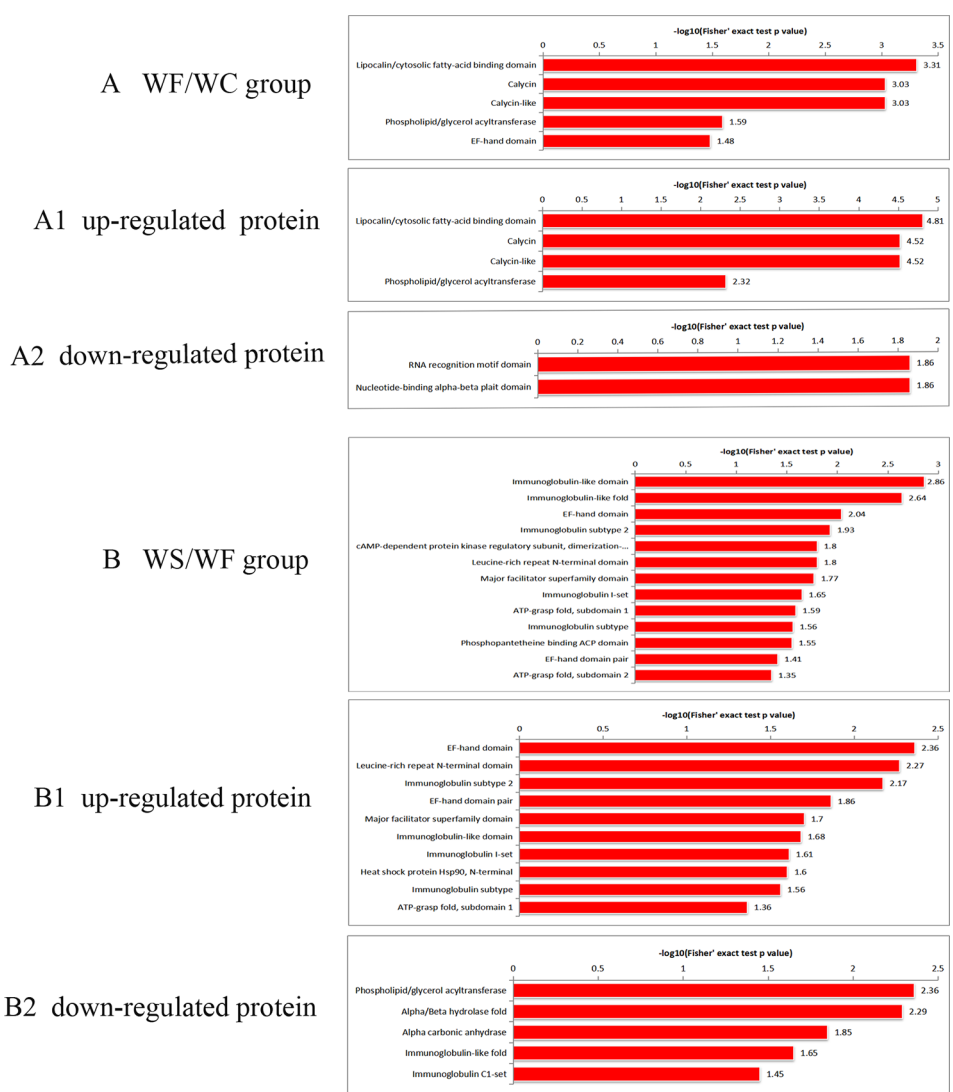 A WF/WC group
-log10(Fisher' exact test p value)
0 0.5 1 1.5 2 2.5 3 3.5
Lipocalin/cytosolic fatty-acid binding domain 3.31
Calycin 3.03
Calycin-like 3.03
Phospholipid/glycerol acyltransferase 1.59
EF-hand domain 1.48
A1 up-regulated protein
-log10(Fisher' exact test p value)
0 0.5 1 1.5 2 2.5 3 3.5 4 4.5 5
Lipocalin/cytosolic fatty-acid binding domain 4.81
Calycin 4.52
Calycin-like 4.52
Phospholipid/glycerol acyltransferase 2.32
A2 down-regulated protein
-log10(Fisher' exact test p value)
0 0.2 0.4 0.6 0.8 1 1.2 1.4 1.6 1.8 2
RNA recognition motif domain 1.86
Nucleotide-binding alpha-beta plait domain 1.86
B WS/WF group
-log10(Fisher' exact test p value)
0 0.5 1 1.5 2 2.5 3
Immunoglobulin-like domain 2.86
Immunoglobulin-like fold 2.64
EF-hand domain 2.04
Immunoglobulin subtype 2 1.93
cAMP-dependent protein kinase regulatory subunit, dimerization-... 1.8
Leucine-rich repeat N-terminal domain 1.8
Major facilitator superfamily domain 1.77
Immunoglobulin I-set 1.65
ATP-grasp fold, subdomain 1 1.59
Immunoglobulin subtype 1.56
Phosphopantetheine binding ACP domain 1.55
EF-hand domain pair 1.41
ATP-grasp fold, subdomain 2 1.35
B1 up-regulated protein
-log10(Fisher' exact test p value)
0 0.5 1 1.5 2 2.5
EF-hand domain 2.36
Leucine-rich repeat N-terminal domain 2.27
Immunoglobulin subtype 2 2.17
EF-hand domain pair 1.86
Major facilitator superfamily domain 1.7
Immunoglobulin-like domain 1.68
Immunoglobulin I-set 1.61
Heat shock protein Hsp90, N-terminal 1.6
Immunoglobulin subtype 1.56
ATP-grasp fold, subdomain 1 1.36
B2 down-regulated protein
-log10(Fisher' exact test p value)
0 0.5 1 1.5 2 2.5
Phospholipid/glycerol acyltransferase 2.36
Alpha/Beta hydrolase fold 2.29
Alpha carbonic anhydrase 1.85
Immunoglobulin-like fold 1.65
Immunoglobulin C1-set 1.45